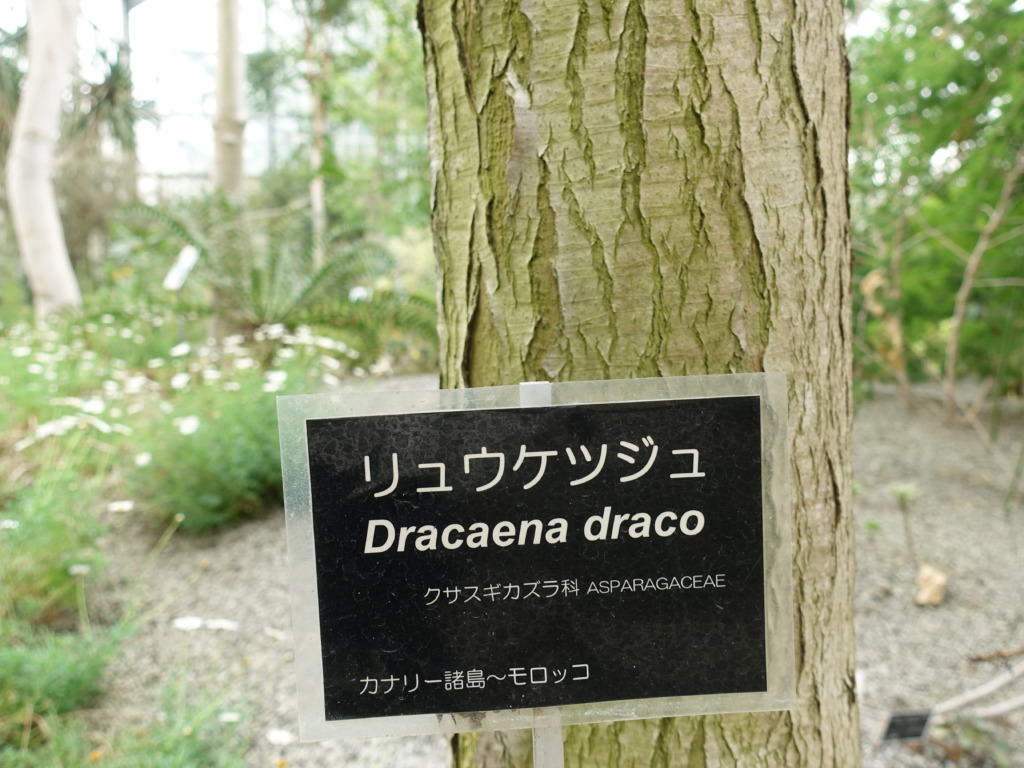 リュウケツジュ
Dracaena draco
クサスギカズラ科 ASPARAGACEAE
カナリー諸島～モロッコ